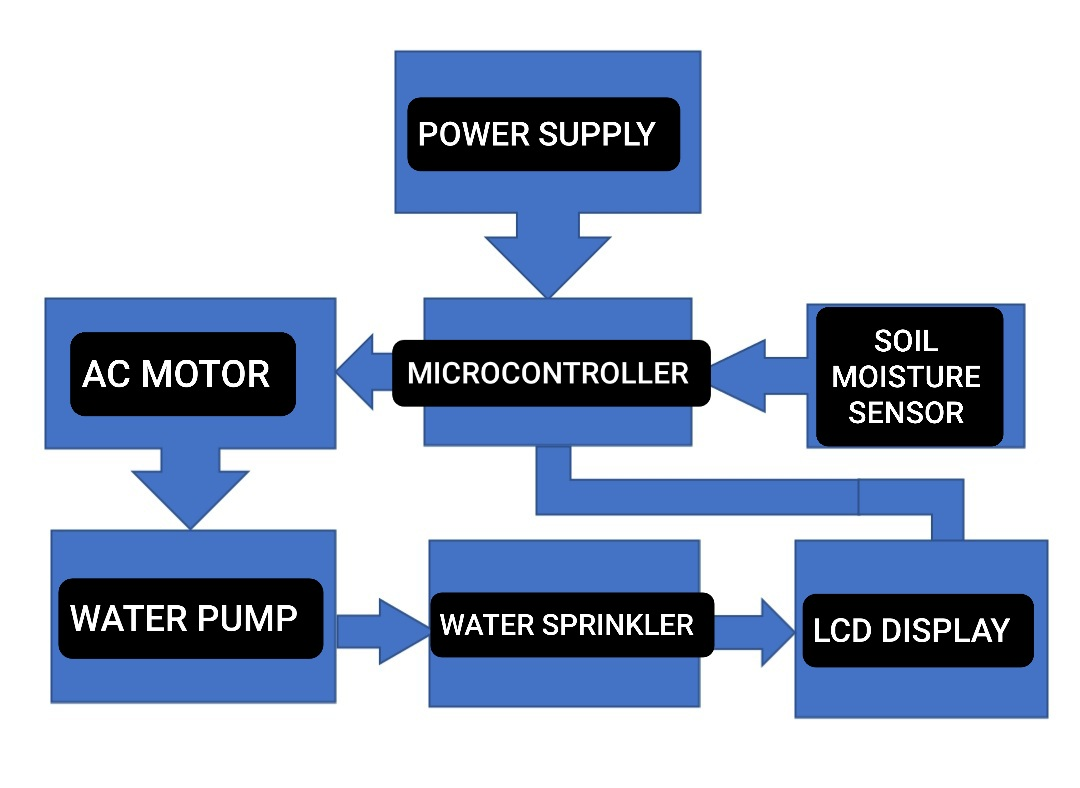 POWER SUPPLY
AC MOTOR
MICROCONTROLLER
SOIL
MOISTURE
SENSOR
WATER PUMP
WATER SPRINKLER
LCD DISPLAY